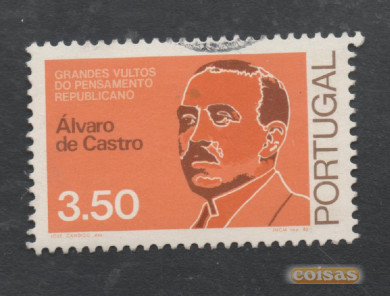 GRANDES VULTOS
DO PENSAMENTO
REPUBLICANO
Álvaro
de Castro
3.50
PORTUGAL
coisas